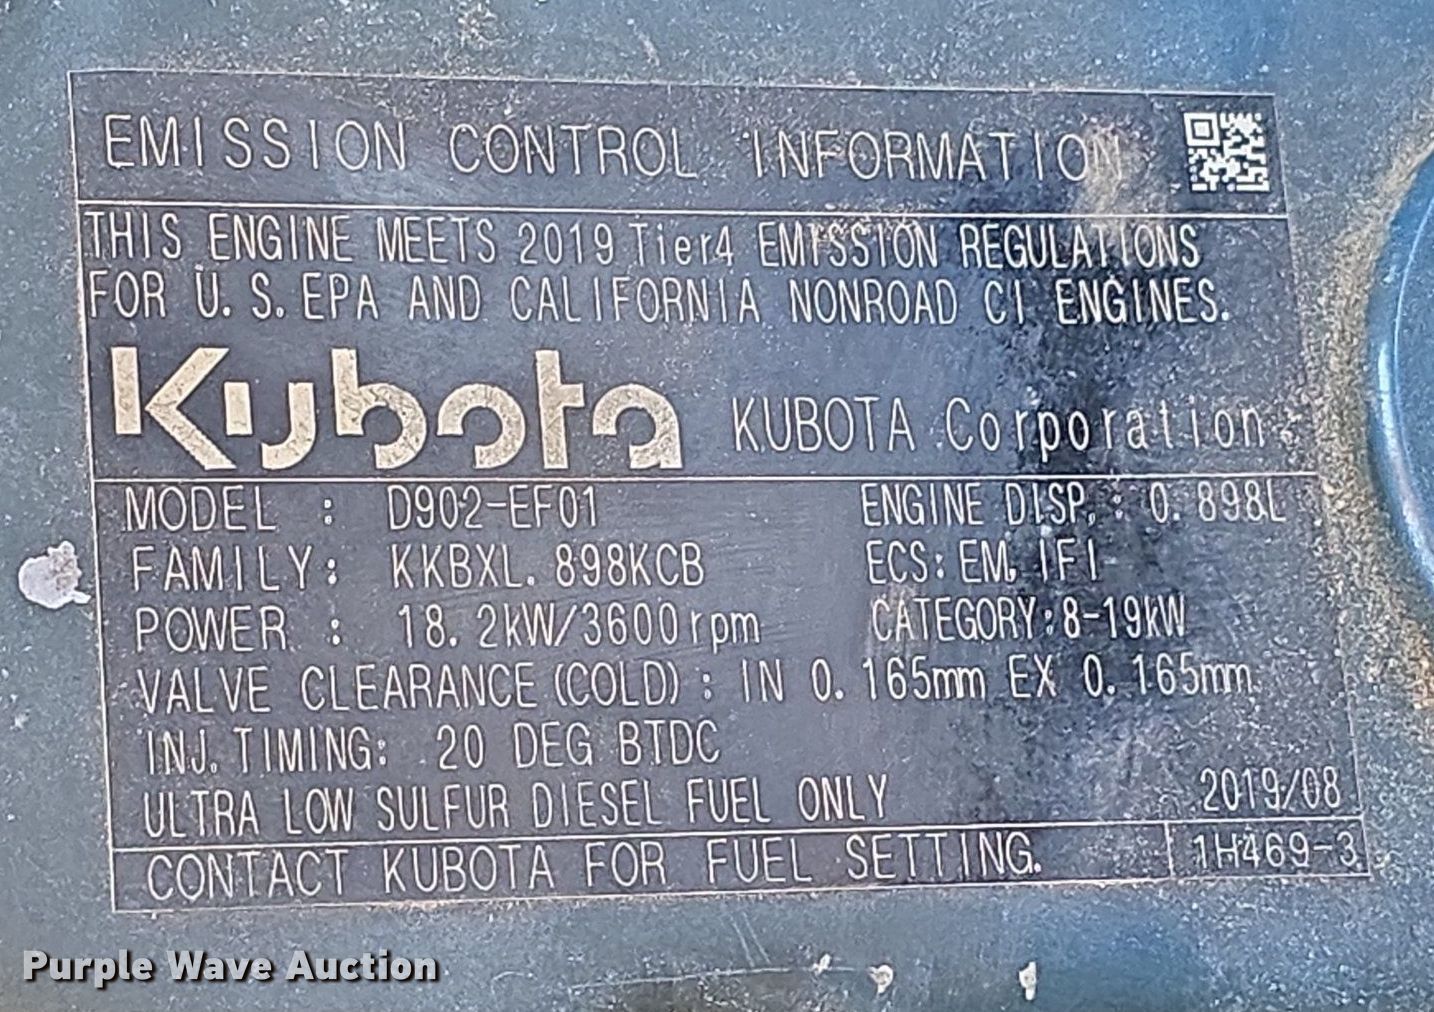 EMISSION CONTROL INFORMATION
THIS ENGINE MEETS 2019 Tier4 EMISSION REGULATIONS
FOR U.S.EPA AND CALIFORNIA NONROAD CI ENGINES.
Kubota KUBOTA Corporation
MODEL : D902-EF01 ENGINE DISP.: 0.898L
FAMILY: KKBXL.898KCB ECS: EM, IFI
POWER : 18.2kW/3600rpm CATEGORY:8-19kW
VALVE CLEARANCE (COLD) : IN 0.165mm EX 0.165mm
INJ.TIMING: 20 DEG BTDC
ULTRA LOW SULFUR DIESEL FUEL ONLY 2019/08
CONTACT KUBOTA FOR FUEL SETTING. 1H469-3
Purple Wave Auction